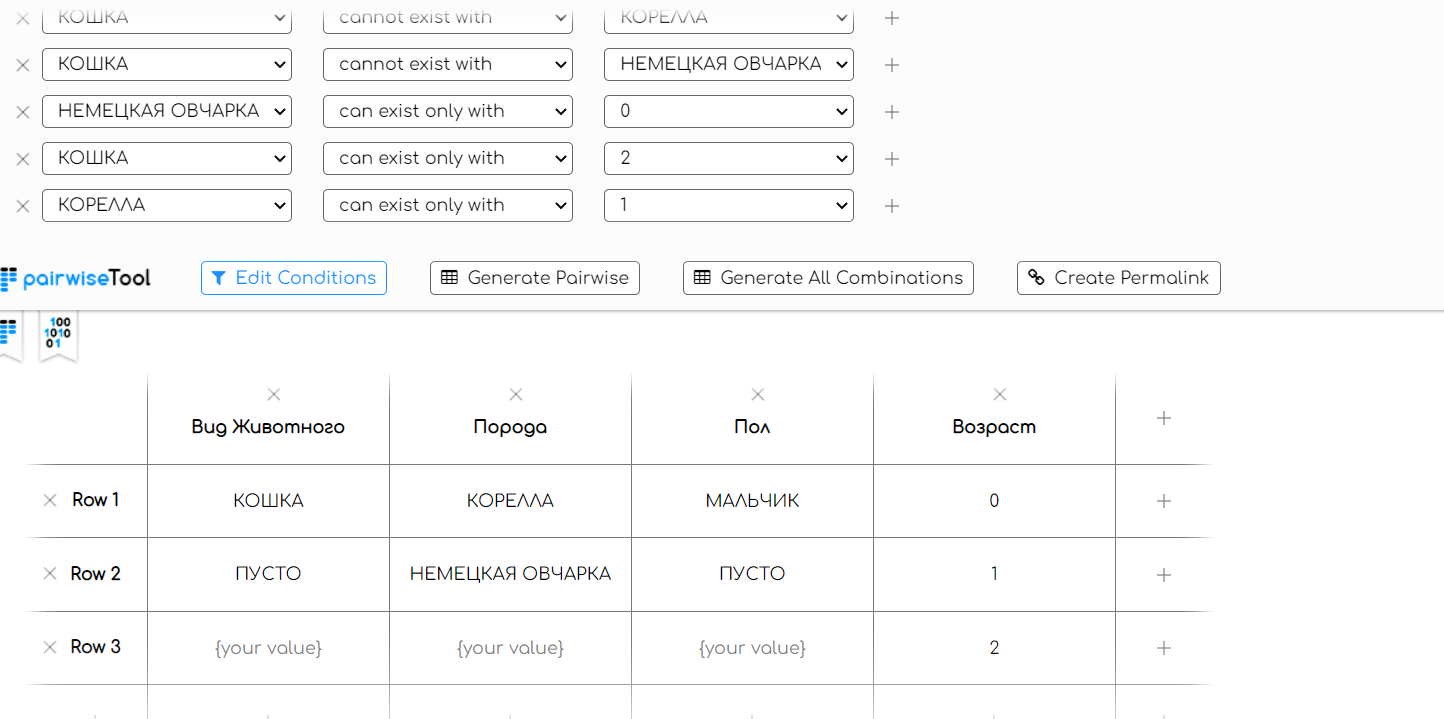 КОШКА cannot exist with КОРЕЛЛА
КОШКА cannot exist with НЕМЕЦКАЯ ОВЧАРКА
НЕМЕЦКАЯ ОВЧАРКА can exist only with 0
КОШКА can exist only with 2
КОРЕЛЛА can exist only with 1
pairwiseTool Edit Conditions Generate Pairwise Generate All Combinations Create Permalink
100
1010
01
Вид Животного Порода Пол Возраст
Row 1 КОШКА КОРЕЛЛА МАЛЬЧИК 0
Row 2 ПУСТО НЕМЕЦКАЯ ОВЧАРКА ПУСТО 1
Row 3 {your value} {your value} {your value} 2